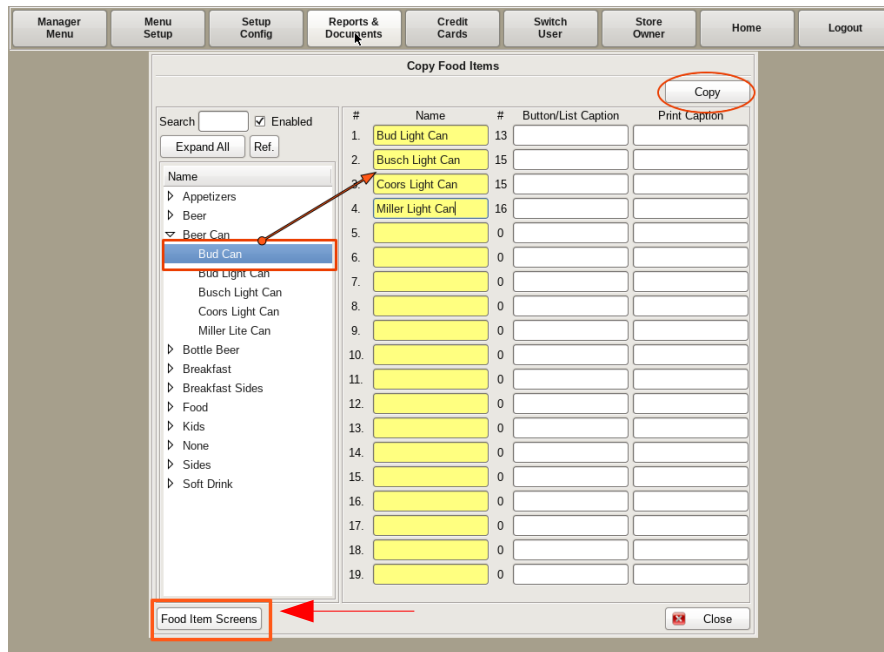 Manager Menu
Menu Setup
Setup Config
Reports & Documents
Credit Cards
Switch User
Store Owner
Home
Logout
Copy Food Items
Copy
Search
Enabled
Expand All
Ref.
Name
Appetizers
Beer
Beer Can
Bud Can
Bud Light Can
Busch Light Can
Coors Light Can
Miller Lite Can
Bottle Beer
Breakfast
Breakfast Sides
Food
Kids
None
Sides
Soft Drink
# Name # Button/List Caption Print Caption
1. Bud Light Can 13
2. Busch Light Can 15
3. Coors Light Can 15
4. Miller Light Can 16
5. 0
6. 0
7. 0
8. 0
9. 0
10. 0
11. 0
12. 0
13. 0
14. 0
15. 0
16. 0
17. 0
18. 0
19. 0
Food Item Screens
Close